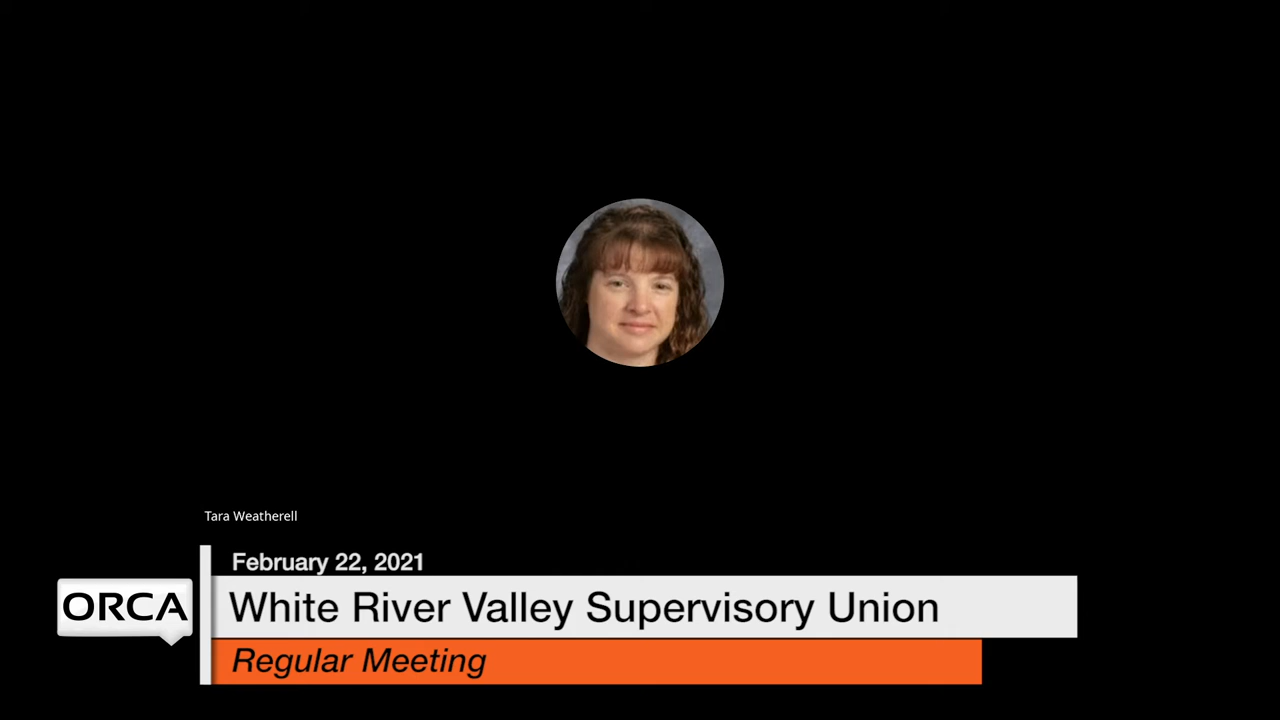 Tara Weatherell
February 22, 2021
ORCA
White River Valley Supervisory Union
Regular Meeting